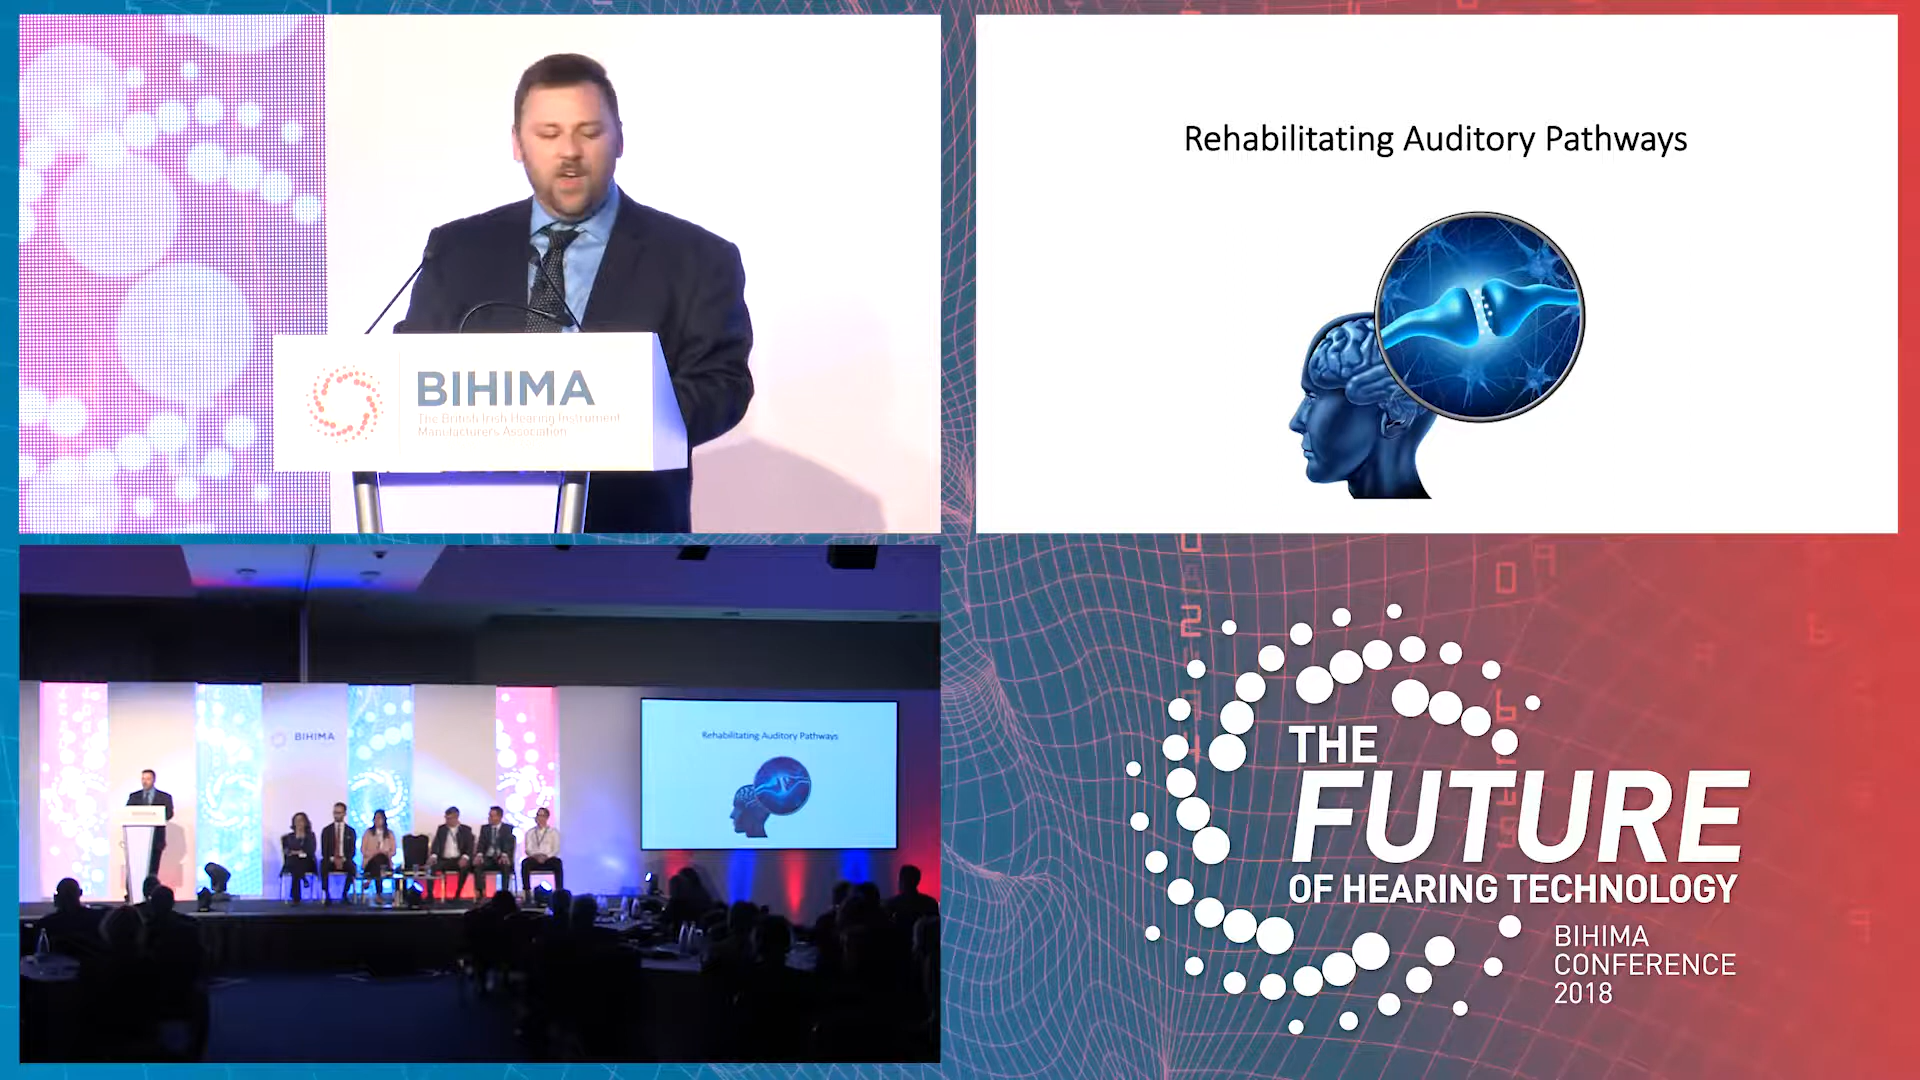 BIHIMA
The British Irish Hearing Instrument
Manufacturers Association
Rehabilitating Auditory Pathways
BIHIMA
Rehabilitating Auditory Pathways
THE
FUTURE
OF HEARING TECHNOLOGY
BIHIMA
CONFERENCE
2018